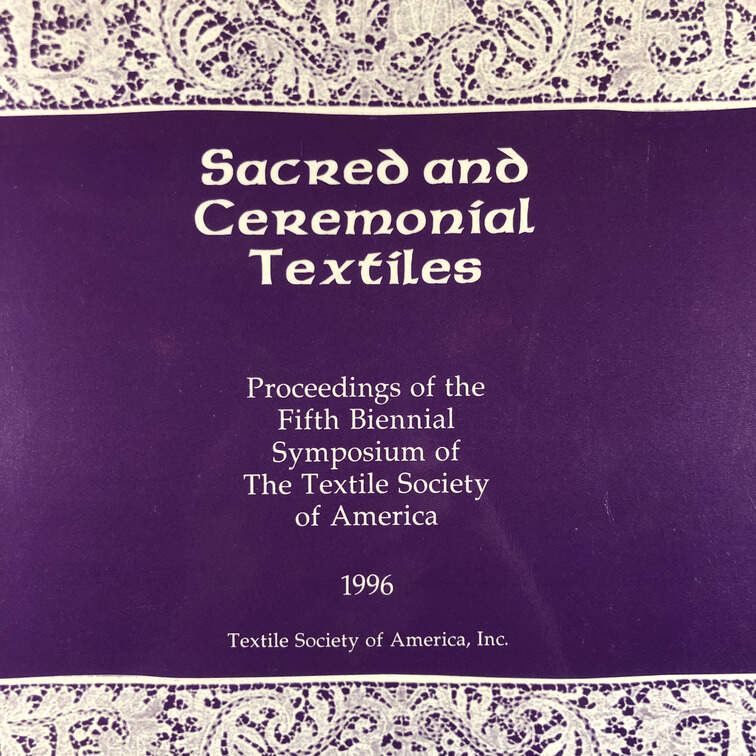 Sacred and
Ceremonial
Textiles
Proceedings of the
Fifth Biennial
Symposium of
The Textile Society
of America
1996
Textile Society of America, Inc.